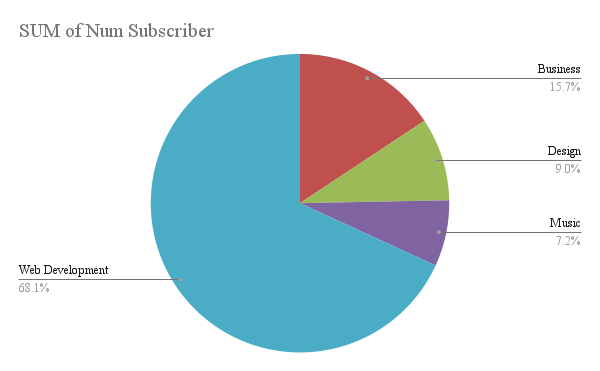 SUM of Num Subscriber
Business
15.7%
Design
9.0%
Music
7.2%
Web Development
68.1%